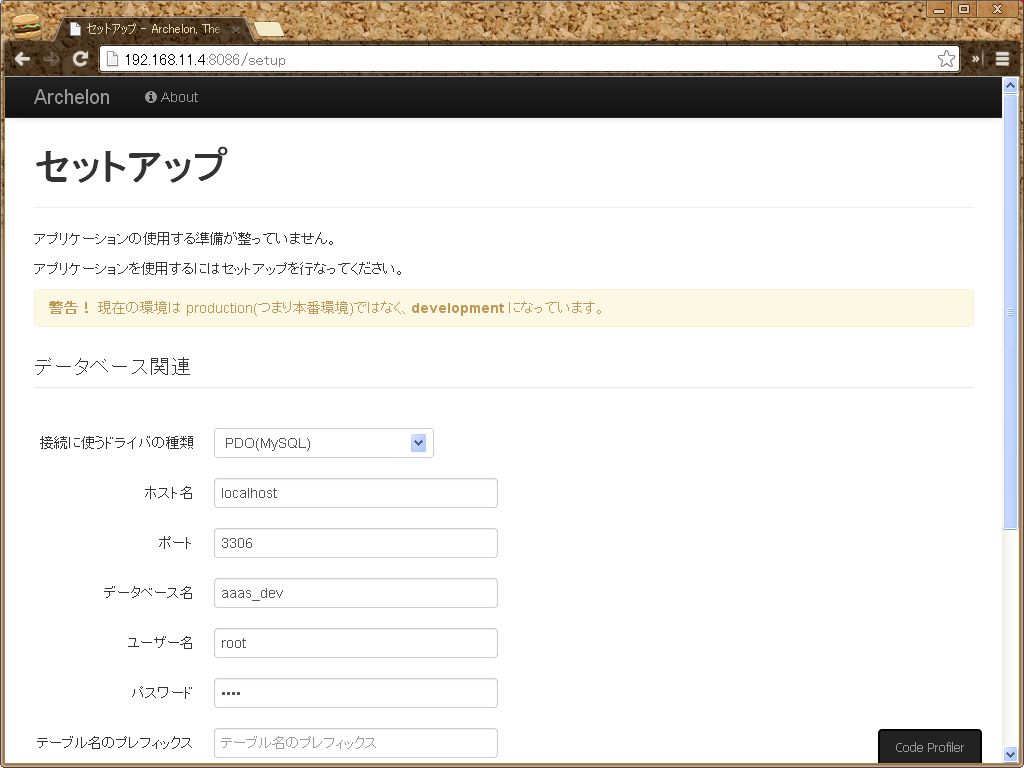 セットアップ - Archelon, The
192.168.11.4:8086/setup
Archelon
About
セットアップ
アプリケーションの使用する準備が整っていません。
アプリケーションを使用するにはセットアップを行なってください。
警告！ 現在の環境は production(つまり本番環境)ではなく、development になっています。
データベース関連
接続に使うドライバの種類
PDO(MySQL)
ホスト名
localhost
ポート
3306
データベース名
aaas_dev
ユーザー名
root
パスワード
••••
テーブル名のプレフィックス
テーブル名のプレフィックス
Code Profiler